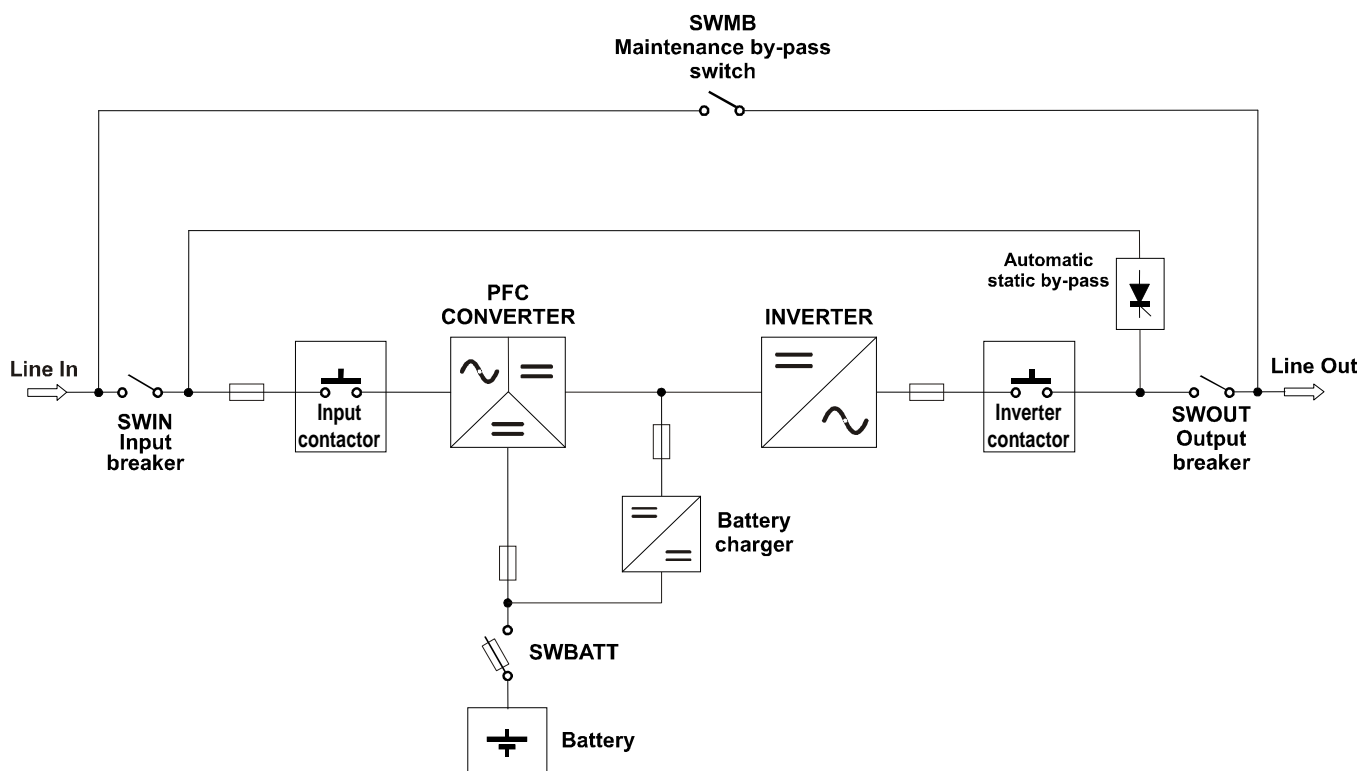 SWMB
Maintenance by-pass
switch
Automatic
static by-pass
PFC
CONVERTER
INVERTER
Line In
Line Out
SWIN
Input
breaker
Input
contactor
Inverter
contactor
SWOUT
Output
breaker
Battery
charger
SWBATT
Battery